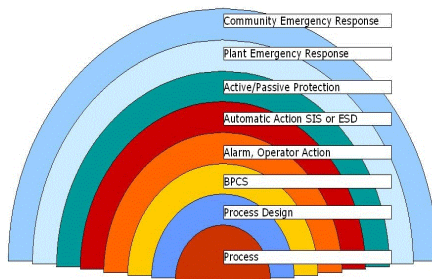 Community Emergency Response
Plant Emergency Response
Active/Passive Protection
Automatic Action SIS or ESD
Alarm, Operator Action
BPCS
Process Design
Process